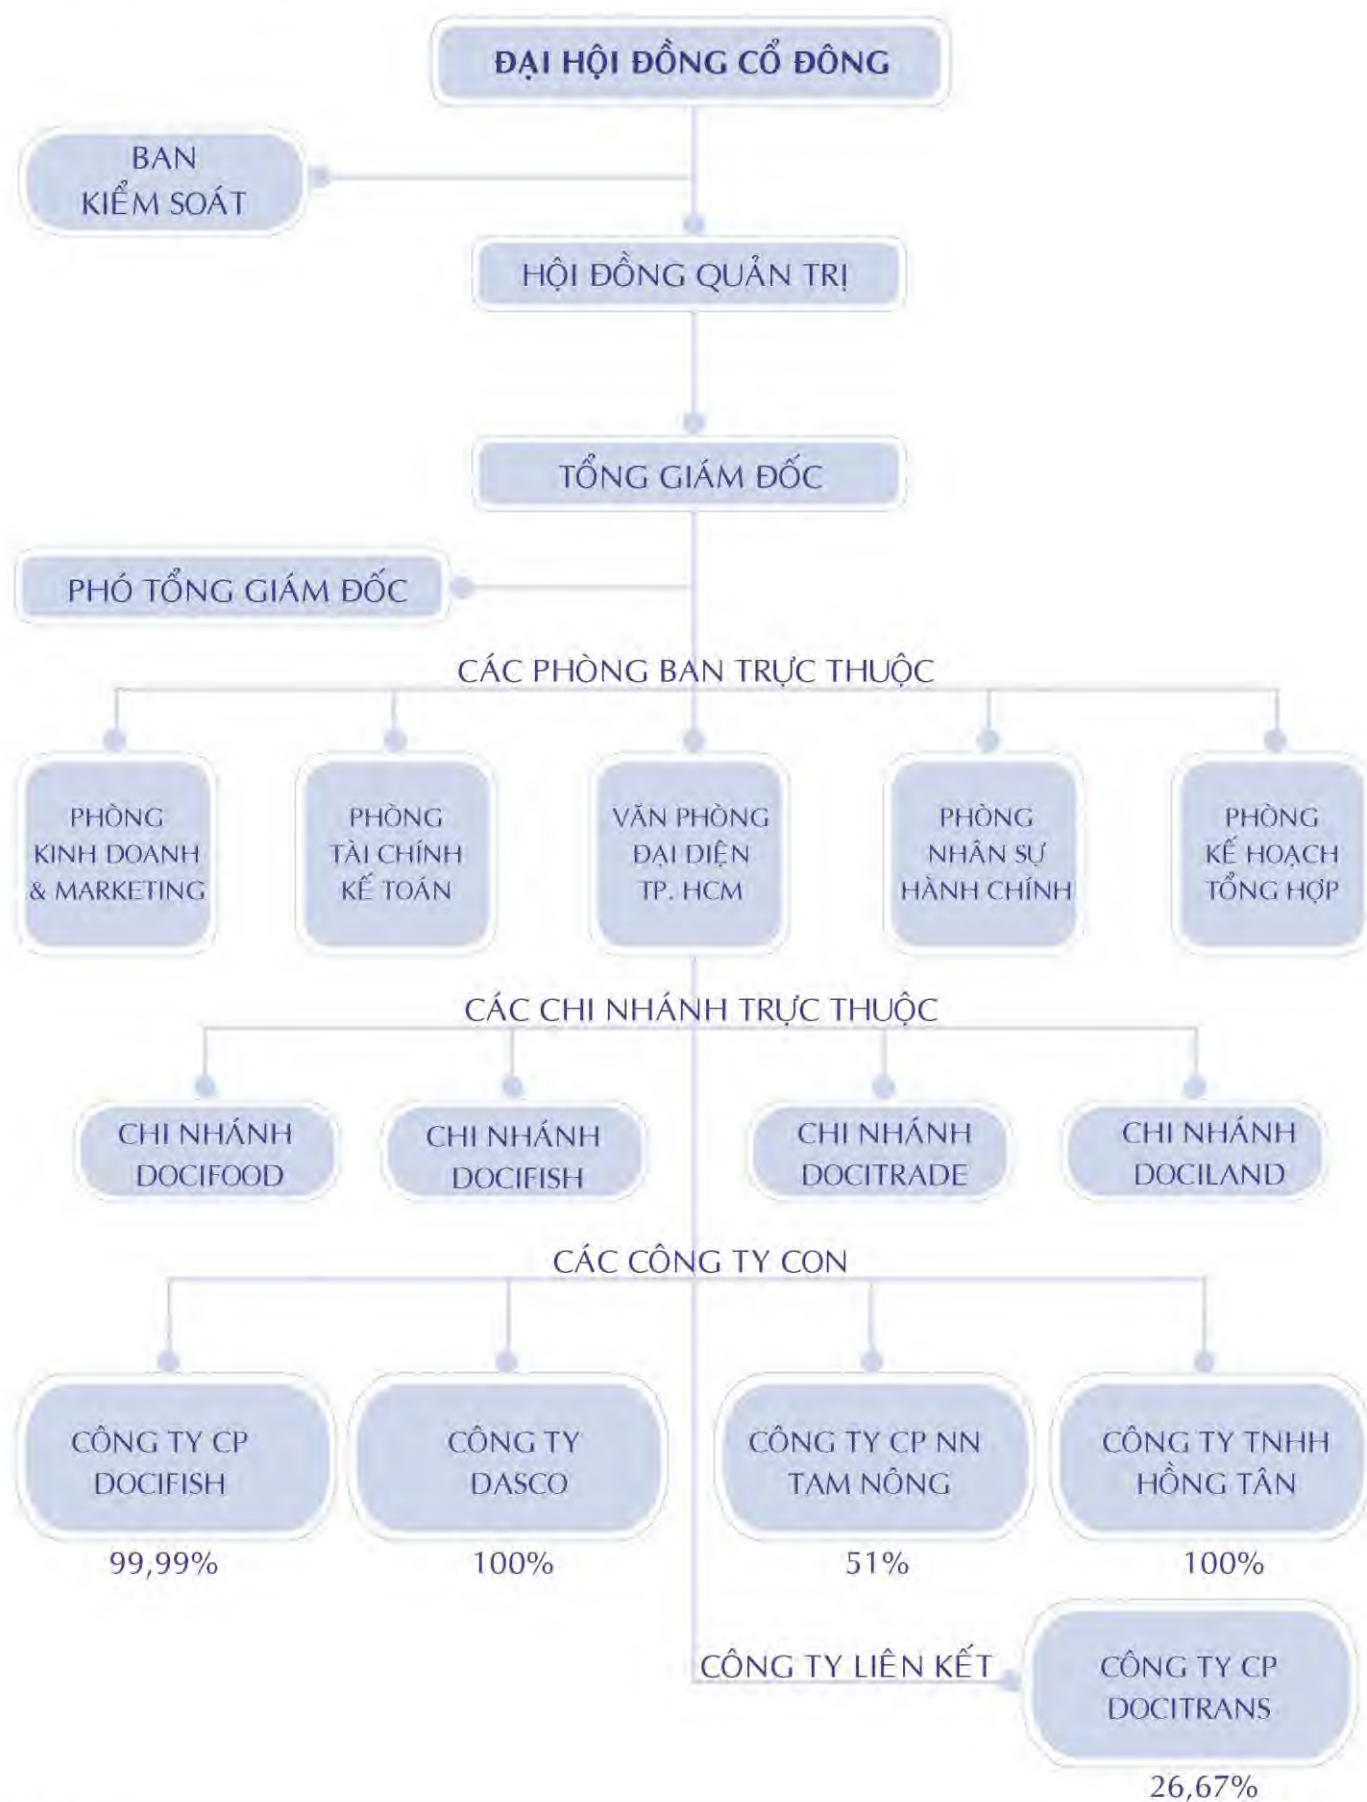 ĐẠI HỘI ĐỒNG CỔ ĐÔNG
BAN
KIỂM SOÁT
HỘI ĐỒNG QUẢN TRỊ
TỔNG GIÁM ĐỐC
PHÓ TỔNG GIÁM ĐỐC
CÁC PHÒNG BAN TRỰC THUỘC
PHÒNG
KINH DOANH
& MARKETING
PHÒNG
TÀI CHÍNH
KẾ TOÁN
VĂN PHÒNG
ĐẠI DIỆN
TP. HCM
PHÒNG
NHÂN SỰ
HÀNH CHÍNH
PHÒNG
KẾ HOẠCH
TỔNG HỢP
CÁC CHI NHÁNH TRỰC THUỘC
CHI NHÁNH
DOCIFOOD
CHI NHÁNH
DOCIFISH
CHI NHÁNH
DOCITRADE
CHI NHÁNH
DOCILAND
CÁC CÔNG TY CON
CÔNG TY CP
DOCIFISH
99,99%
CÔNG TY
DASCO
100%
CÔNG TY CP NN
TAM NÔNG
51%
CÔNG TY TNHH
HỒNG TÂN
100%
CÔNG TY LIÊN KẾT
CÔNG TY CP
DOCITRANS
26,67%